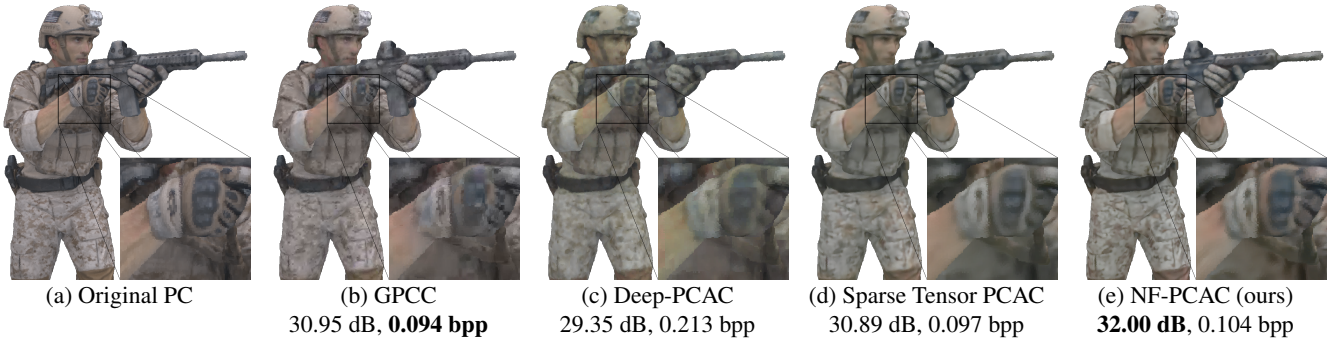 (a) Original PC
(b) GPCC
(c) Deep-PCAC
(d) Sparse Tensor PCAC
(e) NF-PCAC (ours)
30.95 dB, 0.094 bpp
29.35 dB, 0.213 bpp
30.89 dB, 0.097 bpp
32.00 dB, 0.104 bpp